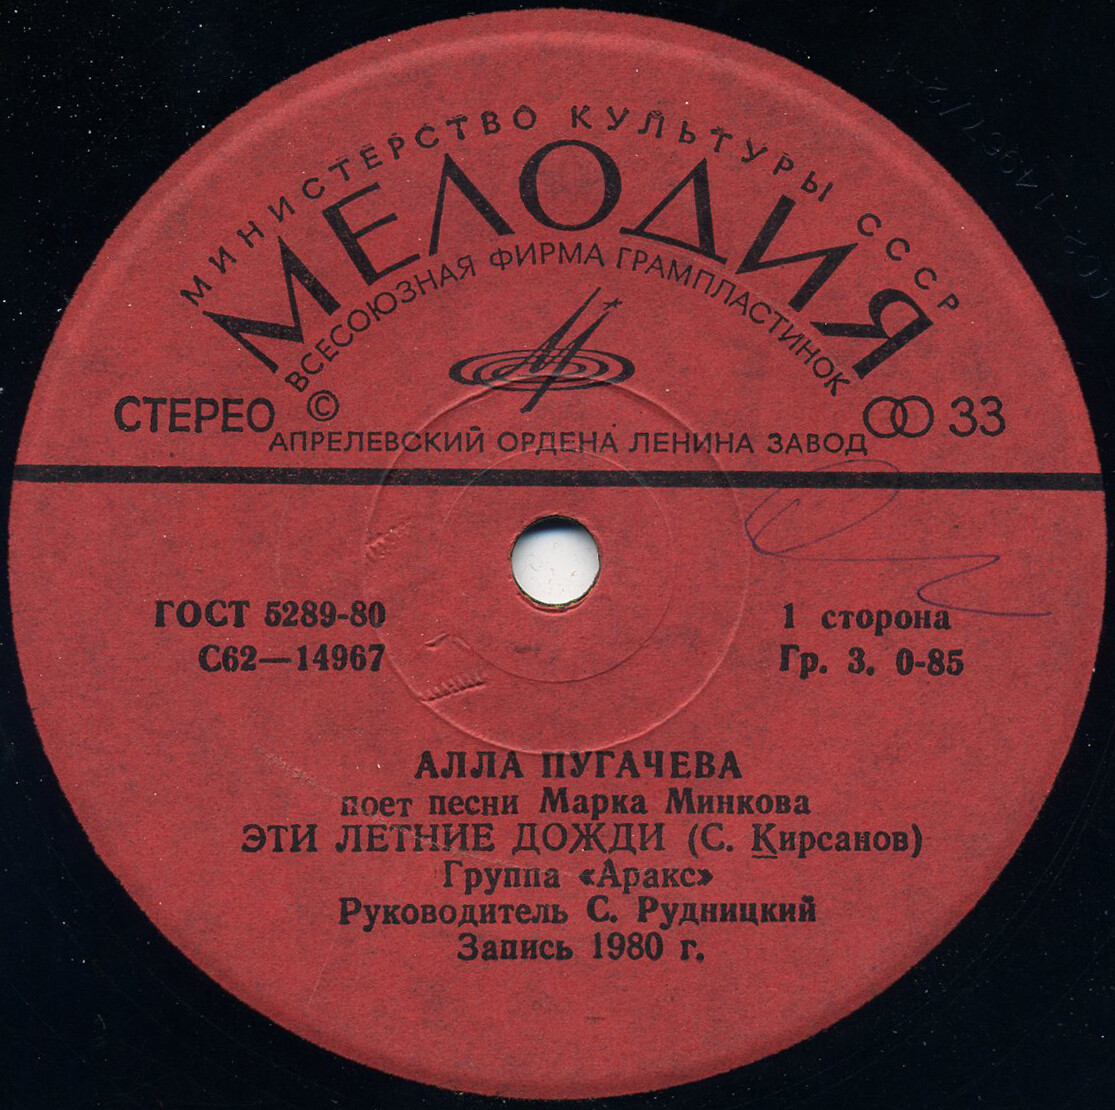 МИНИСТЕРСТВО КУЛЬТУРЫ СССР
МЕЛОДИЯ
ВСЕСОЮЗНАЯ ФИРМА ГРАМПЛАСТИНОК
СТЕРЕО © 33
АПРЕЛЕВСКИЙ ОРДЕНА ЛЕНИНА ЗАВОД
ГОСТ 5289-80 1 сторона
С62—14967 Гр. 3. 0-85
АЛЛА ПУГАЧЕВА
поет песни Марка Минкова
ЭТИ ЛЕТНИЕ ДОЖДИ (С. Кирсанов)
Группа «Аракс»
Руководитель С. Рудницкий
Запись 1980 г.